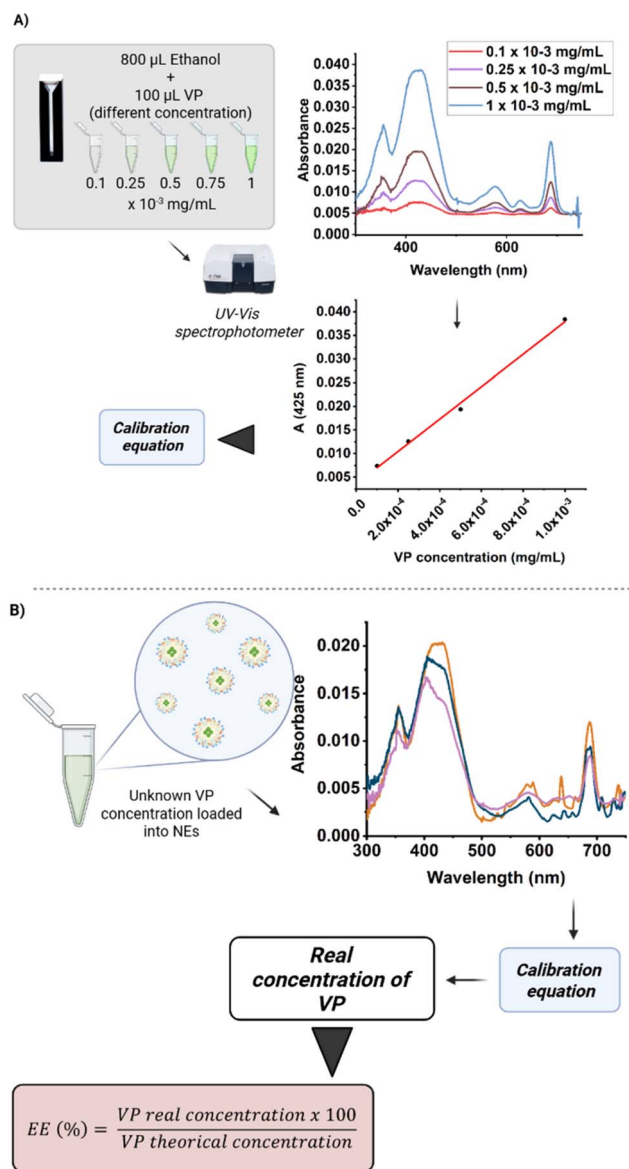 A)
800 µL Ethanol
+
100 µL VP
(different concentration)
0.1 0.25 0.5 0.75 1
x 10-3 mg/mL
UV-Vis
spectrophotometer
0.1 x 10-3 mg/mL
0.25 x 10-3 mg/mL
0.5 x 10-3 mg/mL
1 x 10-3 mg/mL
Absorbance
0.040
0.035
0.030
0.025
0.020
0.015
0.010
0.005
0.000
400 600
Wavelength (nm)
A (425 nm)
0.040
0.035
0.030
0.025
0.020
0.015
0.010
0.005
0.0 2.0x10-4 4.0x10-4 6.0x10-4 8.0x10-4 1.0x10-3
VP concentration (mg/mL)
Calibration
equation
B)
Unknown VP
concentration loaded
into NEs
Absorbance
0.020
0.015
0.010
0.005
0.000
300 400 500 600 700
Wavelength (nm)
Calibration
equation
Real
concentration of
VP
EE (%) = VP real concentration x 100
VP theorical concentration